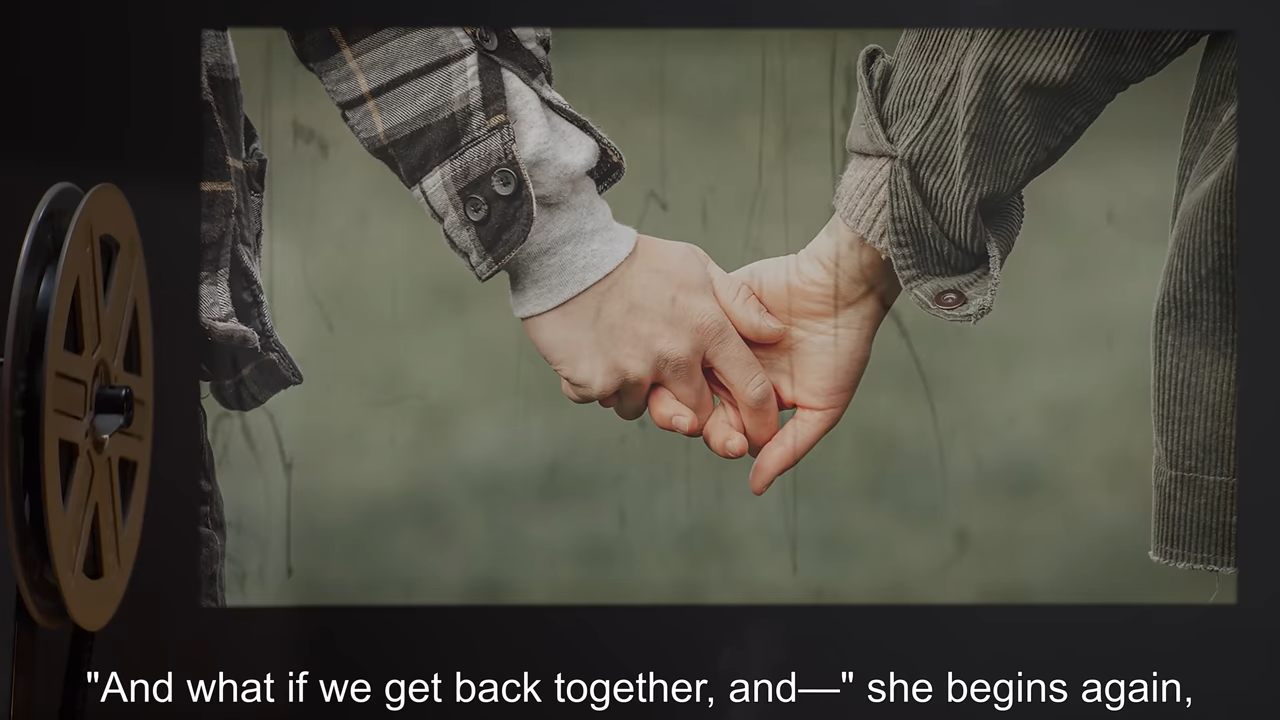 "And what if we get back together, and—" she begins again,